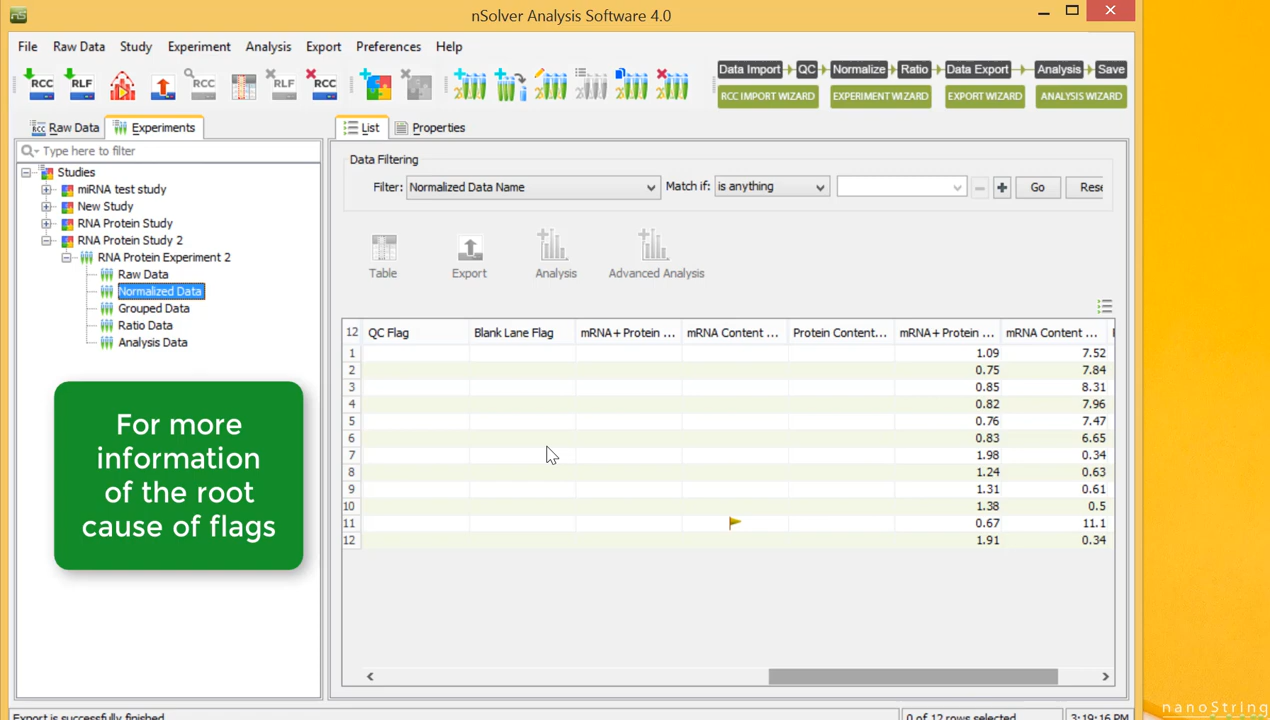 nS
nSolver Analysis Software 4.0
File Raw Data Study Experiment Analysis Export Preferences Help
RCC RLF RCC RLF RCC
Data Import QC Normalize Ratio Data Export Analysis Save
RCC IMPORT WIZARD EXPERIMENT WIZARD EXPORT WIZARD ANALYSIS WIZARD
Raw Data Experiments
List Properties
Type here to filter
Studies
miRNA test study
New Study
RNA Protein Study
RNA Protein Study 2
RNA Protein Experiment 2
Raw Data
Normalized Data
Grouped Data
Ratio Data
Analysis Data
For more
information
of the root
cause of flags
Data Filtering
Filter: Normalized Data Name Match if: is anything Go Rese
Table Export Analysis Advanced Analysis
12 QC Flag Blank Lane Flag mRNA+Protein ... mRNA Content ... Protein Content... mRNA+Protein ... mRNA Content ...
1 1.09 7.52
2 0.75 7.84
3 0.85 8.31
4 0.82 7.96
5 0.76 7.47
6 0.83 6.65
7 1.98 0.34
8 1.24 0.63
9 1.31 0.61
10 1.38 0.5
11 0.67 11.1
12 1.91 0.34
Export is successfully finished 0 of 12 rows selected 3:19:16 PM
nanoString